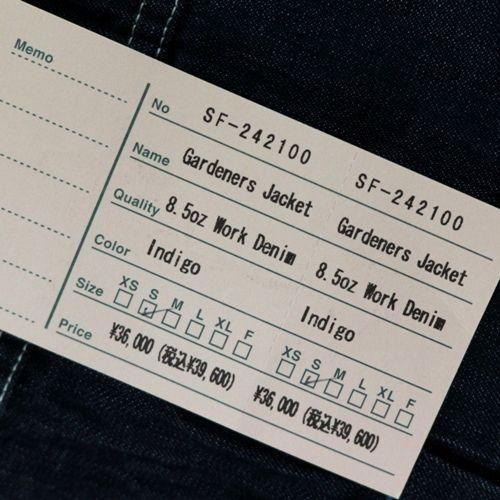 Memo
No SF-242100 SF-242100
Name Gardeners Jacket Gardeners Jacket
Quality 8.5oz Work Denim 8.5oz Work Denim
Color Indigo Indigo
Size XS S M L XL F XS S M L XL F
Price ¥36,000 (税込¥39,600) ¥36,000 (税込¥39,600)